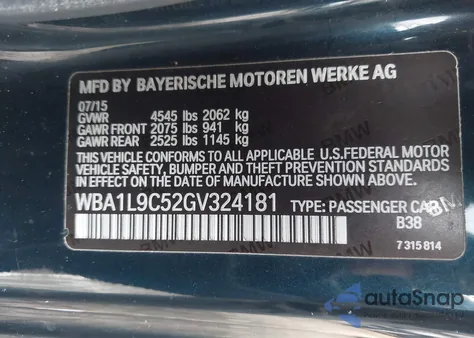 MFD BY BAYERISCHE MOTOREN WERKE AG
07/15
GVWR 4545 lbs 2062 kg
GAWR FRONT 2075 lbs 941 kg
GAWR REAR 2525 lbs 1145 kg
THIS VEHICLE CONFORMS TO ALL APPLICABLE U.S.FEDERAL MOTOR
VEHICLE SAFETY, BUMPER AND THEFT PREVENTION STANDARDS
IN EFFECT ON THE DATE OF MANUFACTURE SHOWN ABOVE.
WBA1L9C52GV324181 TYPE: PASSENGER CAR
B38
7 315 814
autoSnap